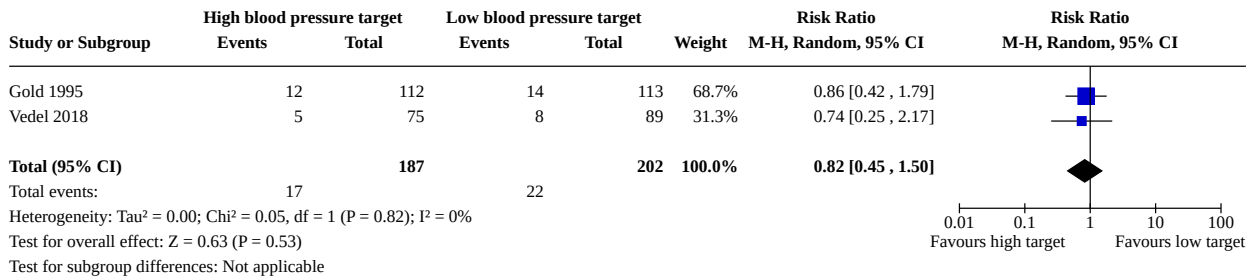 High blood pressure target Low blood pressure target Risk Ratio Risk Ratio
Study or Subgroup Events Total Events Total Weight M-H, Random, 95% CI M-H, Random, 95% CI
Gold 1995 12 112 14 113 68.7% 0.86 [0.42 , 1.79]
Vedel 2018 5 75 8 89 31.3% 0.74 [0.25 , 2.17]
Total (95% CI) 187 202 100.0% 0.82 [0.45 , 1.50]
Total events: 17 22
Heterogeneity: Tau² = 0.00; Chi² = 0.05, df = 1 (P = 0.82); I² = 0%
0.01 0.1 1 10 100
Test for overall effect: Z = 0.63 (P = 0.53) Favours high target Favours low target
Test for subgroup differences: Not applicable